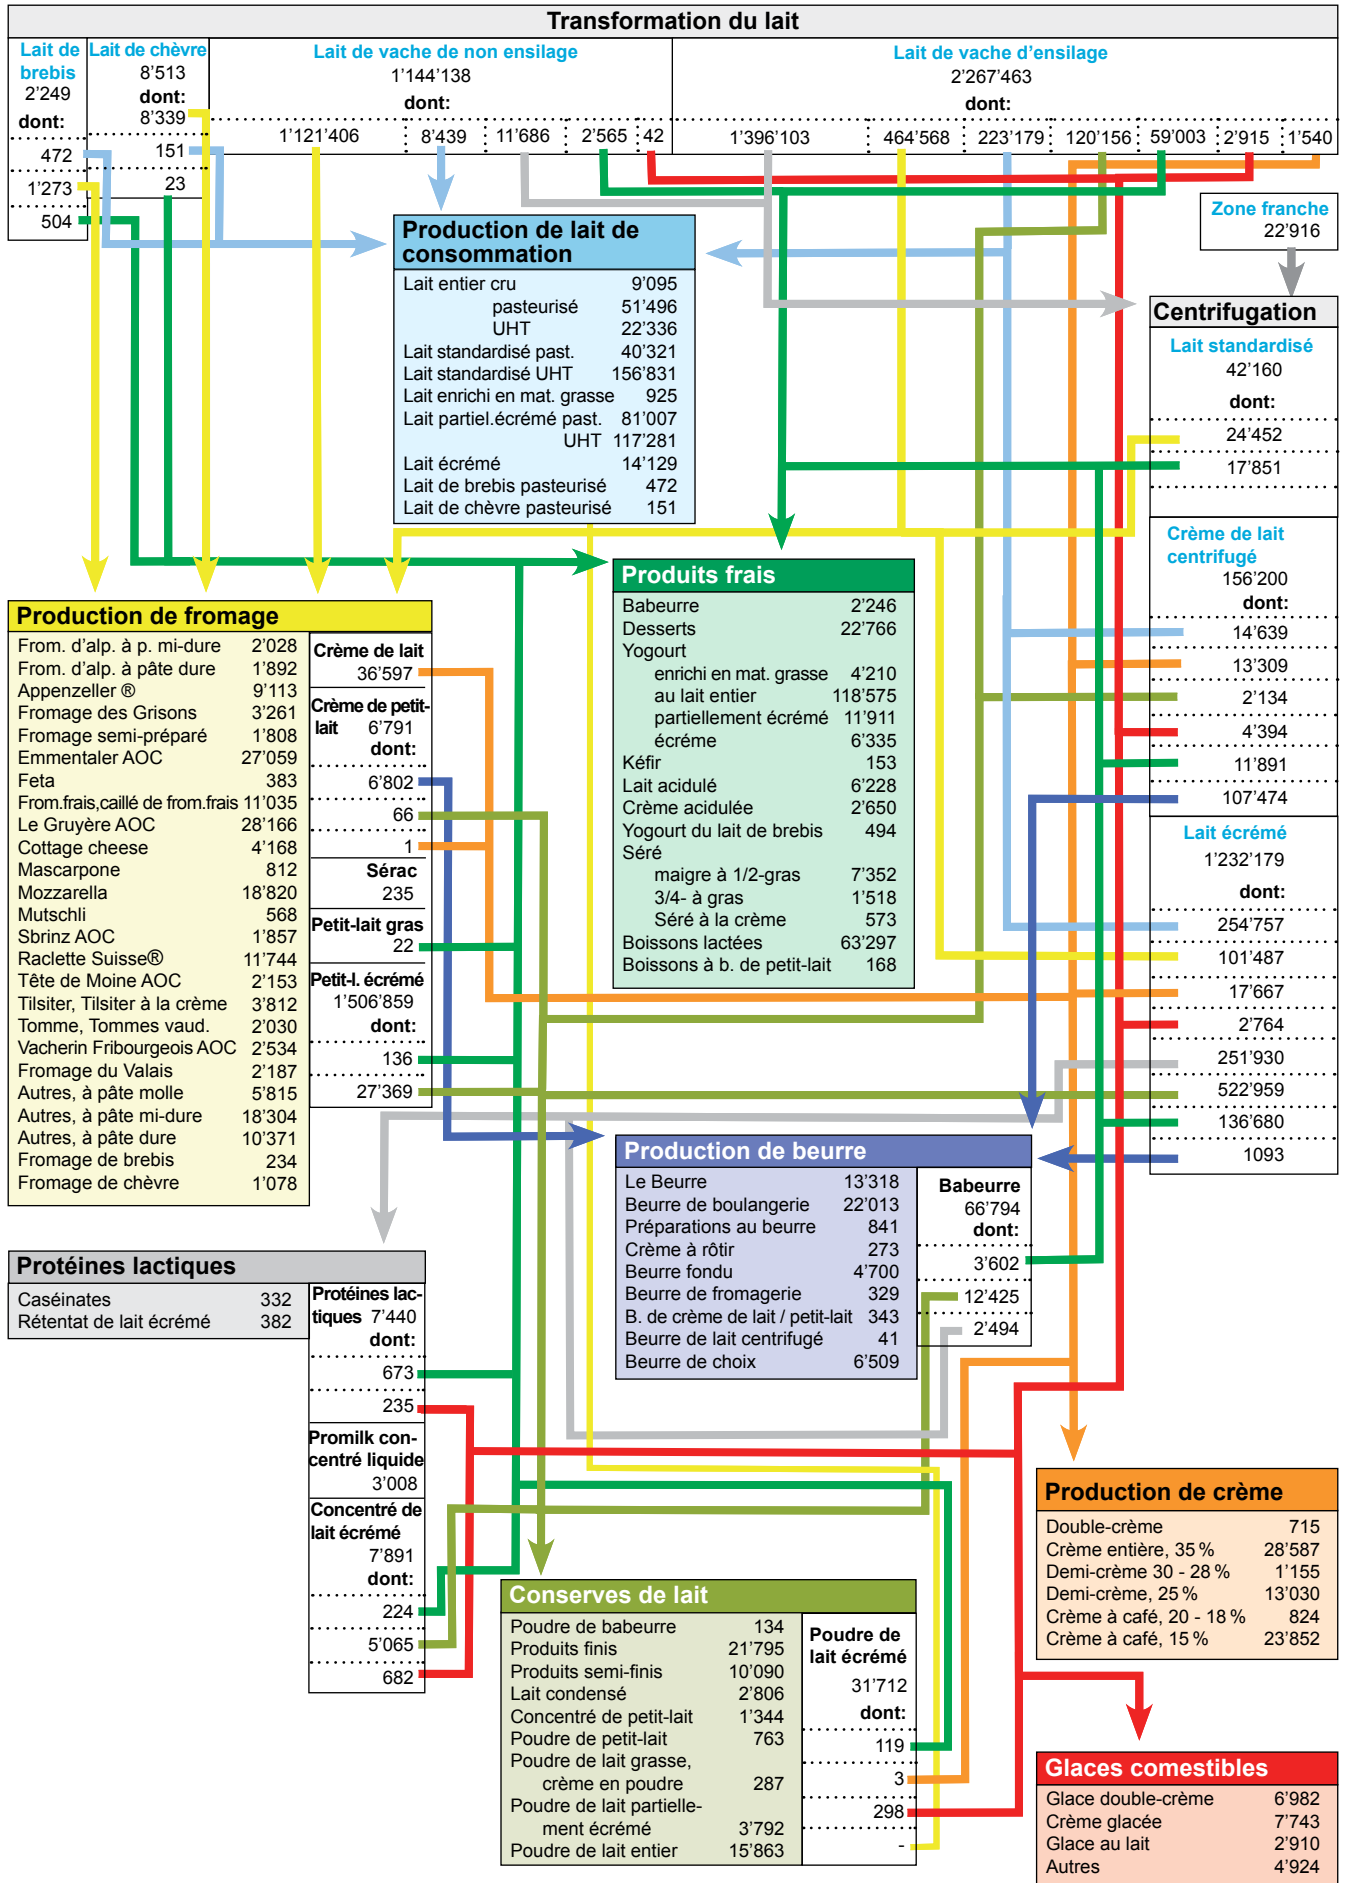 Transformation du lait
Lait de brebis
2'249
dont:
472
1'273
504
Lait de chèvre
8'513
dont:
8'339
151
23
Lait de vache de non ensilage
1'144'138
dont:
1'121'406 8'439 11'686 2'565 42
Lait de vache d'ensilage
2'267'463
dont:
1'396'103 464'568 223'179 120'156 59'003 2'915 1'540
Zone franche
22'916
Production de lait de
consommation
Lait entier cru 9'095
pasteurisé 51'496
UHT 22'336
Lait standardisé past. 40'321
Lait standardisé UHT 156'831
Lait enrichi en mat. grasse 925
Lait partiel.écrémé past. 81'007
UHT 117'281
Lait écrémé 14'129
Lait de brebis pasteurisé 472
Lait de chèvre pasteurisé 151
Centrifugation
Lait standardisé
42'160
dont:
24'452
17'851
Crème de lait
centrifugé
156'200
dont:
14'639
13'309
2'134
4'394
11'891
107'474
Lait écrémé
1'232'179
dont:
254'757
101'487
17'667
2'764
251'930
522'959
136'680
1093
Produits frais
Babeurre 2'246
Desserts 22'766
Yogourt
enrichi en mat. grasse 4'210
au lait entier 118'575
partiellement écrémé 11'911
écréme 6'335
Kéfir 153
Lait acidulé 6'228
Crème acidulée 2'650
Yogourt du lait de brebis 494
Séré
maigre à 1/2-gras 7'352
3/4- à gras 1'518
Séré à la crème 573
Boissons lactées 63'297
Boissons à b. de petit-lait 168
Production de fromage
From. d'alp. à p. mi-dure 2'028
From. d'alp. à pâte dure 1'892
Appenzeller ® 9'113
Fromage des Grisons 3'261
Fromage semi-préparé 1'808
Emmentaler AOC 27'059
Feta 383
From.frais,caillé de from.frais 11'035
Le Gruyère AOC 28'166
Cottage cheese 4'168
Mascarpone 812
Mozzarella 18'820
Mutschli 568
Sbrinz AOC 1'857
Raclette Suisse® 11'744
Tête de Moine AOC 2'153
Tilsiter, Tilsiter à la crème 3'812
Tomme, Tommes vaud. 2'030
Vacherin Fribourgeois AOC 2'534
Fromage du Valais 2'187
Autres, à pâte molle 5'815
Autres, à pâte mi-dure 18'304
Autres, à pâte dure 10'371
Fromage de brebis 234
Fromage de chèvre 1'078
Crème de lait
36'597
Crème de petit-
lait 6'791
dont:
6'802
66
1
Sérac
235
Petit-lait gras
22
Petit-l. écrémé
1'506'859
dont:
136
27'369
Production de beurre
Le Beurre 13'318
Beurre de boulangerie 22'013
Préparations au beurre 841
Crème à rôtir 273
Beurre fondu 4'700
Beurre de fromagerie 329
B. de crème de lait / petit-lait 343
Beurre de lait centrifugé 41
Beurre de choix 6'509
Babeurre
66'794
dont:
3'602
12'425
2'494
Protéines lactiques
Caséinates 332
Rétentat de lait écrémé 382
Protéines lac-
tiques 7'440
dont:
673
235
Promilk con-
centré liquide
3'008
Concentré de
lait écrémé
7'891
dont:
224
5'065
682
Conserves de lait
Poudre de babeurre 134
Produits finis 21'795
Produits semi-finis 10'090
Lait condensé 2'806
Concentré de petit-lait 1'344
Poudre de petit-lait 763
Poudre de lait grasse,
crème en poudre 287
Poudre de lait partielle-
ment écrémé 3'792
Poudre de lait entier 15'863
Poudre de
lait écrémé
31'712
dont:
119
3
298
-
Production de crème
Double-crème 715
Crème entière, 35 % 28'587
Demi-crème 30 - 28 % 1'155
Demi-crème, 25 % 13'030
Crème à café, 20 - 18 % 824
Crème à café, 15 % 23'852
Glaces comestibles
Glace double-crème 6'982
Crème glacée 7'743
Glace au lait 2'910
Autres 4'924